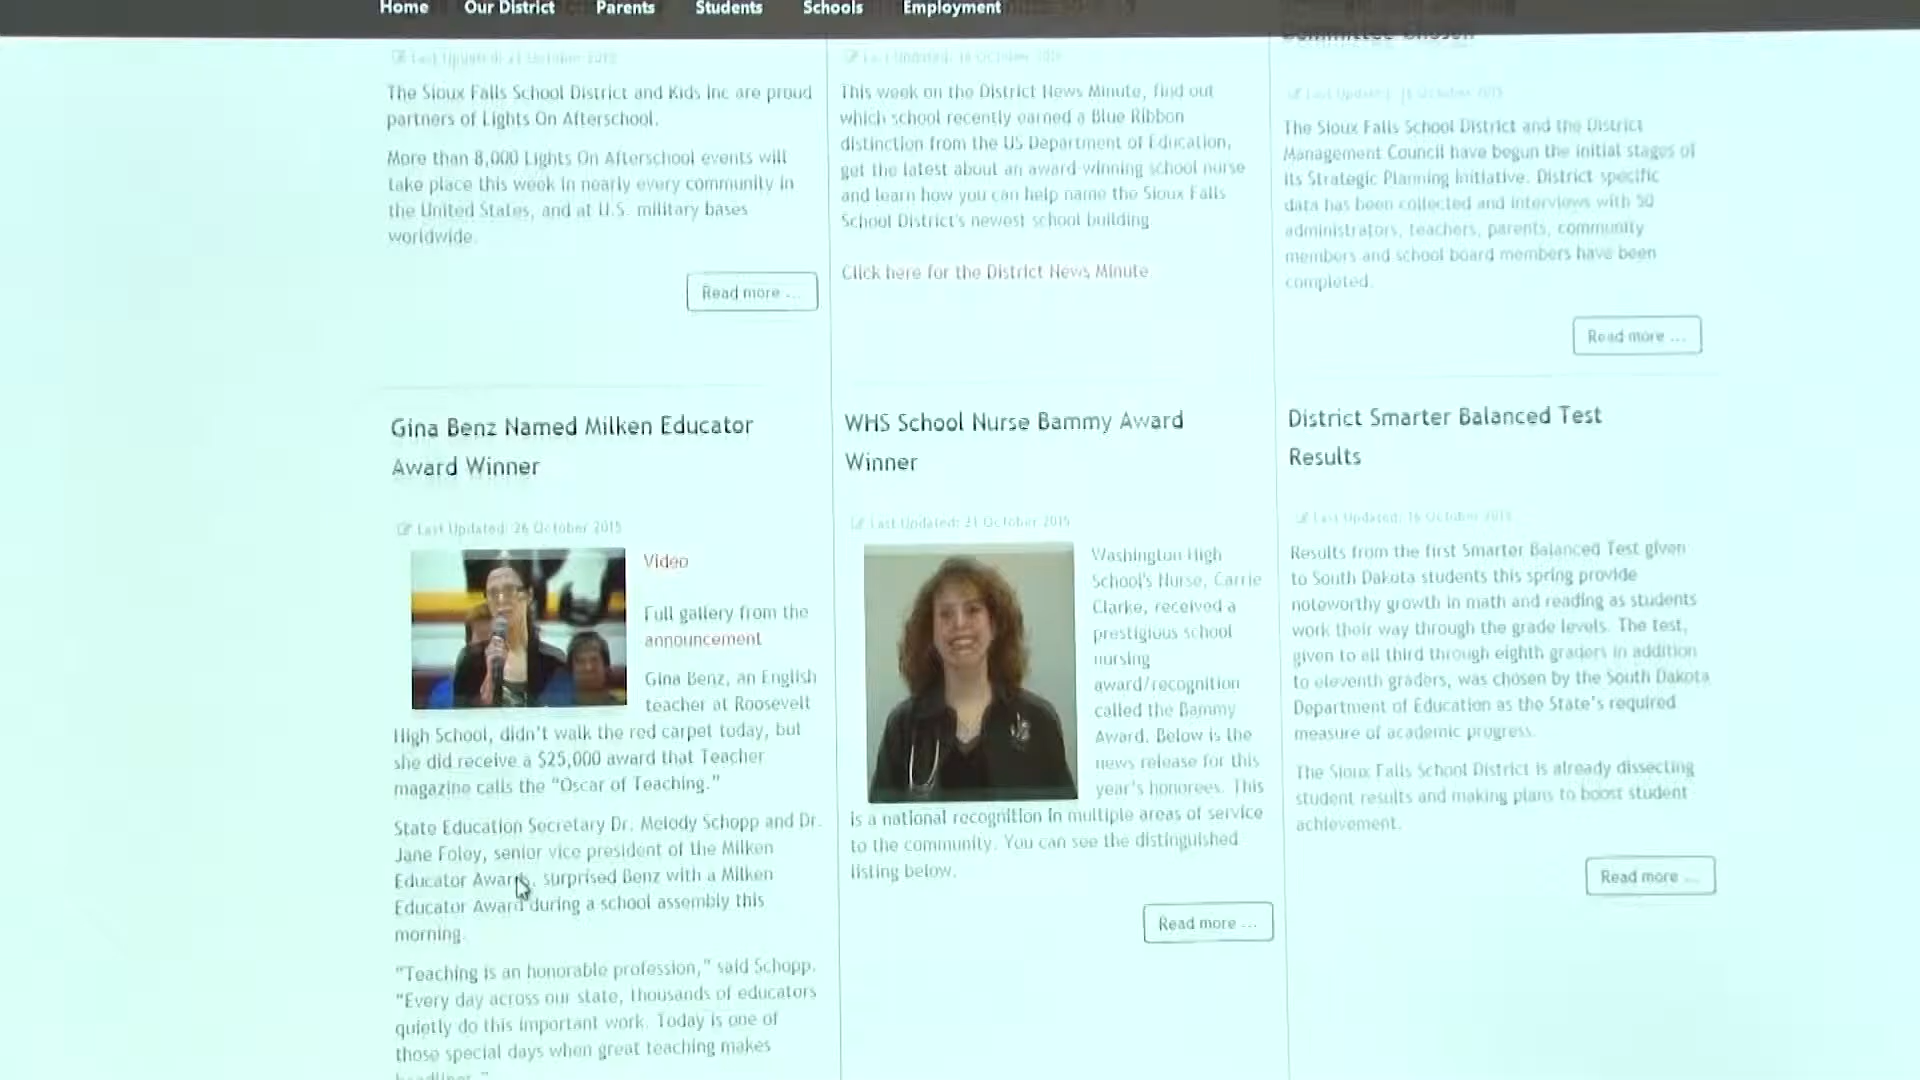 Home Our District Parents Students Schools Employment
Last Updated: 21 October 2015
The Sioux Falls School District and Kids Inc are proud
partners of Lights On Afterschool.
More than 8,000 Lights On Afterschool events will
take place this week in nearly every community in
the United States, and at U.S. military bases
worldwide.
Read more ...
This week on the District News Minute, find out
which school recently earned a Blue Ribbon
distinction from the US Department of Education,
get the latest about an award-winning school nurse
and learn how you can help name the Sioux Falls
School District's newest school building
Click here for the District News Minute
Committee Chosen
Last Updated: 16 October 2015
The Sioux Falls School District and the District
Management Council have begun the initial stages of
its Strategic Planning Initiative. District specific
data has been collected and interviews with 50
administrators, teachers, parents, community
members and school board members have been
completed.
Read more ...
Gina Benz Named Milken Educator
Award Winner
Last Updated: 26 October 2015
Video
Full gallery from the
announcement
Gina Benz, an English
teacher at Roosevelt
High School, didn't walk the red carpet today, but
she did receive a $25,000 award that Teacher
magazine calls the "Oscar of Teaching."
State Education Secretary Dr. Melody Schopp and Dr.
Jane Foley, senior vice president of the Milken
Educator Awards, surprised Benz with a Milken
Educator Award during a school assembly this
morning.
"Teaching is an honorable profession," said Schopp.
"Every day across our state, thousands of educators
quietly do this important work. Today is one of
those special days when great teaching makes
WHS School Nurse Bammy Award
Winner
Last Updated: 21 October 2015
Washington High
School's Nurse, Carrie
Clarke, received a
prestigious school
nursing
award/recognition
called the Bammy
Award. Below is the
news release for this
year's honorees. This
is a national recognition in multiple areas of service
to the community. You can see the distinguished
listing below.
Read more ...
District Smarter Balanced Test
Results
Last Updated: 16 October 2015
Results from the first Smarter Balanced Test given
to South Dakota students this spring provide
noteworthy growth in math and reading as students
work their way through the grade levels. The test,
given to all third through eighth graders in addition
to eleventh graders, was chosen by the South Dakota
Department of Education as the State's required
measure of academic progress.
The Sioux Falls School District is already dissecting
student results and making plans to boost student
achievement.
Read more ...